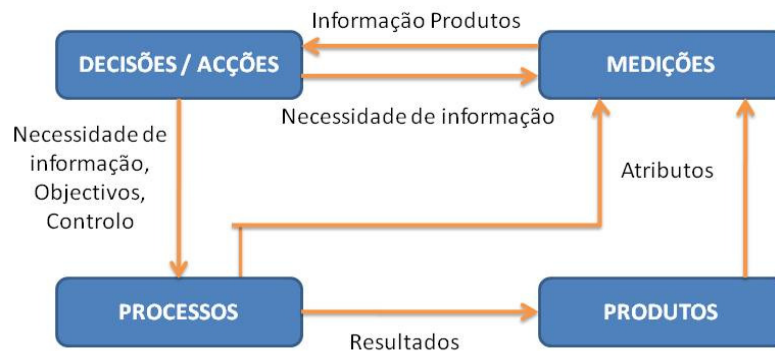 Informação Produtos
DECISÕES / ACÇÕES
MEDIÇÕES
Necessidade de informação
Necessidade de
informação,
Objectivos,
Controlo
Atributos
PROCESSOS
PRODUTOS
Resultados